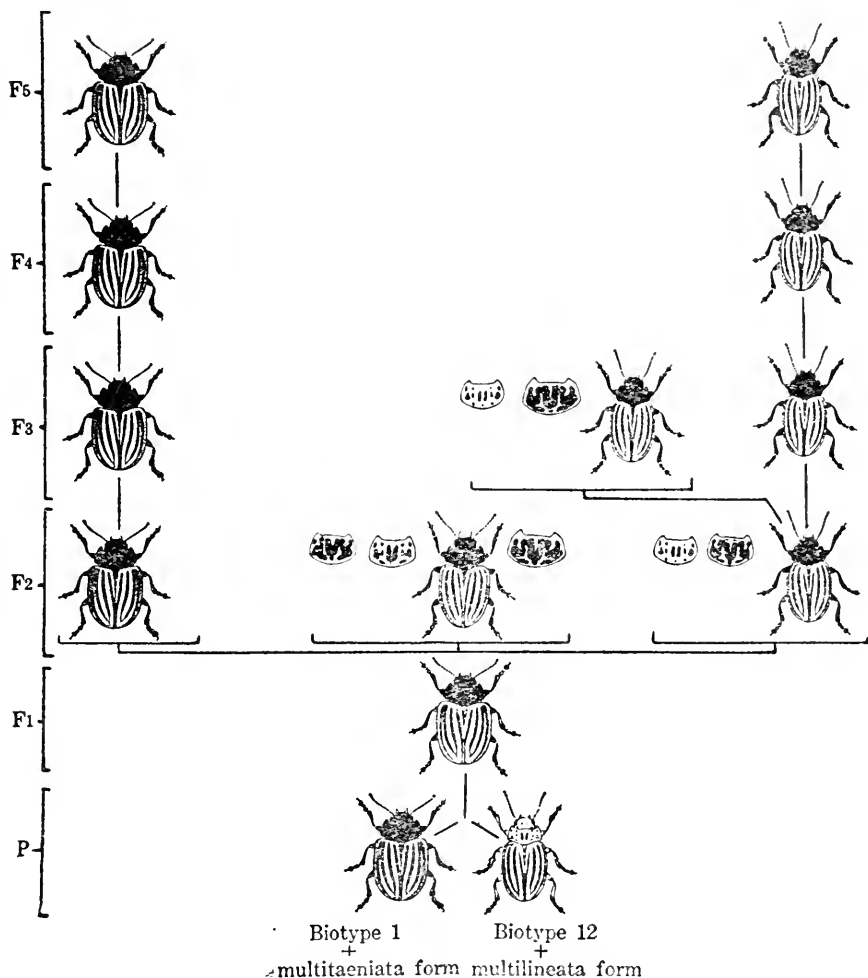 F5
F4
F3
F2
F1
P
Biotype 1 Biotype 12
+ +
multitaeniata form multilineata form